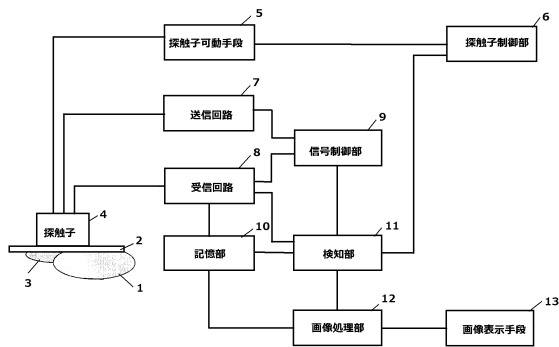 5
探触子可動手段
6
探触子制御部
7
送信回路
9
信号制御部
8
受信回路
4
探触子
2
10
記憶部
11
検知部
3
1
12
画像処理部
13
画像表示手段